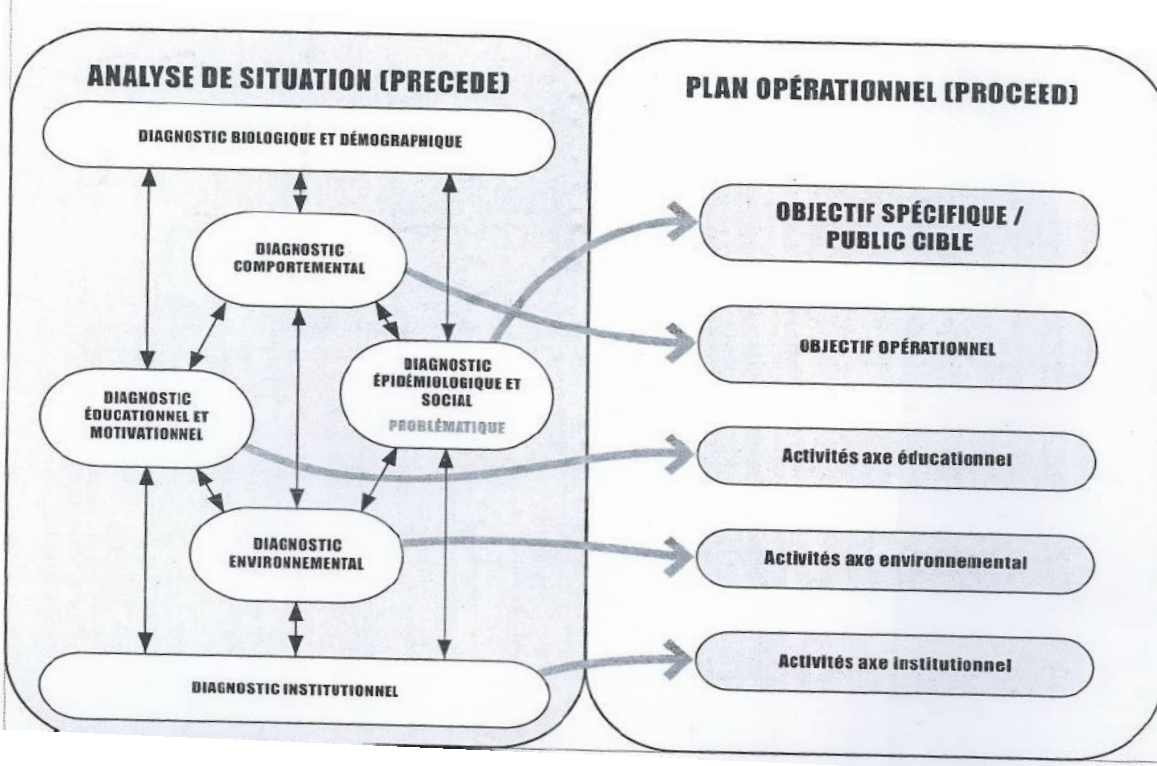 ANALYSE DE SITUATION (PRECEDE)
DIAGNOSTIC BIOLOGIQUE ET DÉMOGRAPHIQUE
DIAGNOSTIC
COMPORTEMENTAL
DIAGNOSTIC
ÉPIDÉMIOLOGIQUE ET
SOCIAL
PROBLÉMATIQUE
DIAGNOSTIC
ÉDUCATIONNEL ET
MOTIVATIONNEL
DIAGNOSTIC
ENVIRONNEMENTAL
DIAGNOSTIC INSTITUTIONNEL
PLAN OPÉRATIONNEL (PROCEED)
OBJECTIF SPÉCIFIQUE /
PUBLIC CIBLE
OBJECTIF OPÉRATIONNEL
Activités axe éducationnel
Activités axe environnemental
Activités axe institutionnel